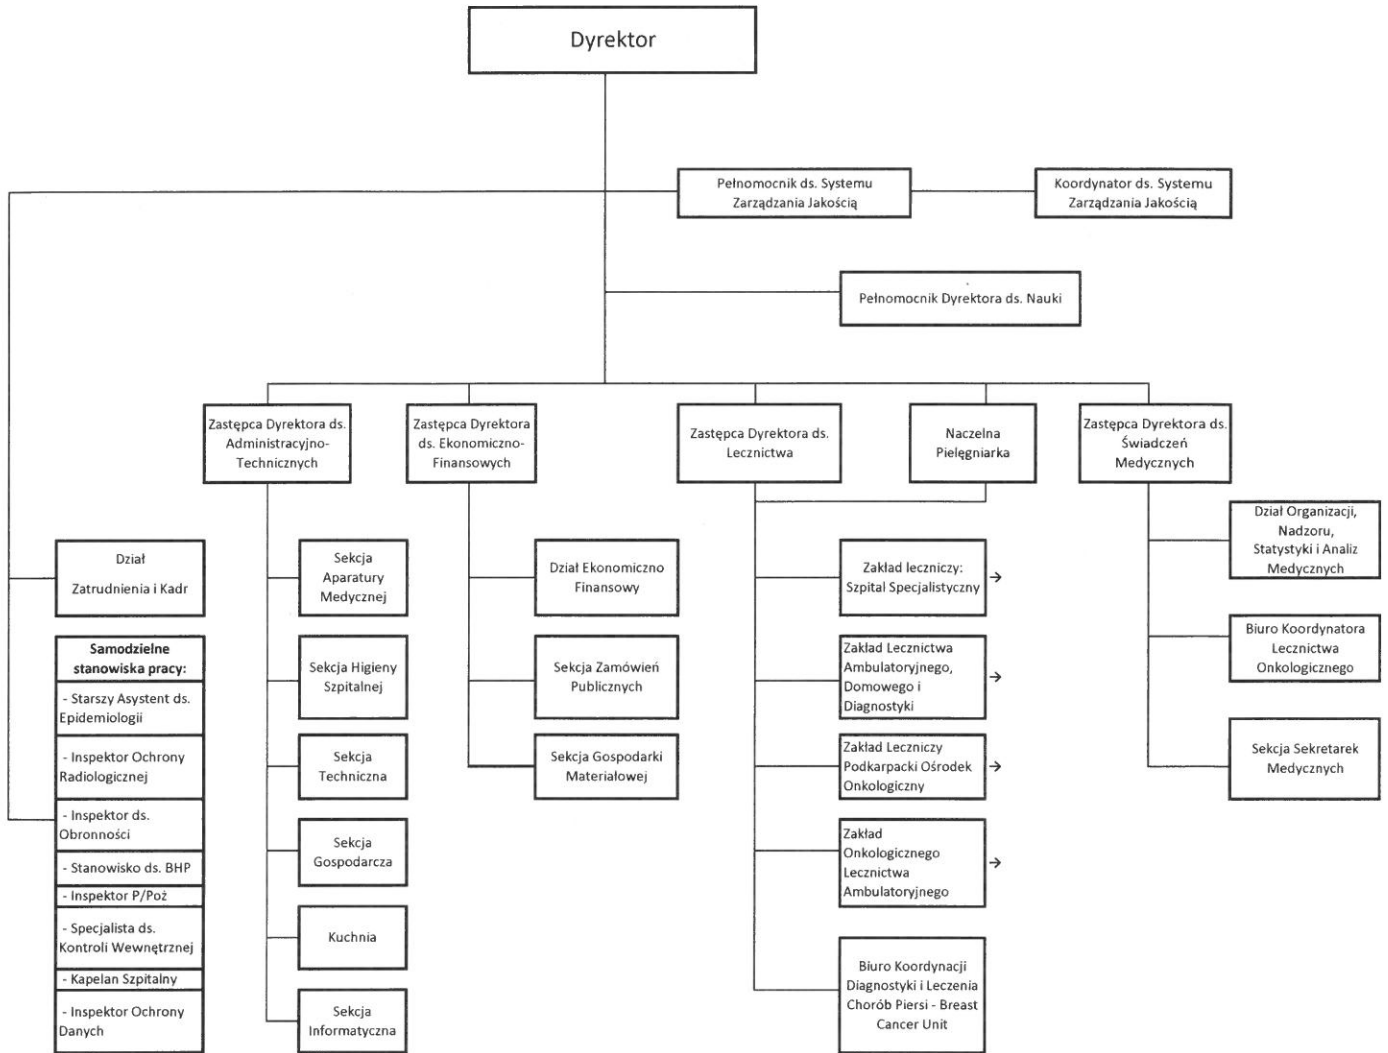 Dyrektor
Pełnomocnik ds. Systemu
Zarządzania Jakością
Koordynator ds. Systemu
Zarządzania Jakością
Pełnomocnik Dyrektora ds. Nauki
Zastępca Dyrektora ds.
Administracyjno-
Technicznych
Zastępca Dyrektora
ds. Ekonomiczno-
Finansowych
Zastępca Dyrektora ds.
Lecznictwa
Naczelna
Pielęgniarka
Zastępca Dyrektora ds.
Świadczeń
Medycznych
Dział
Zatrudnienia i Kadr
Samodzielne
stanowiska pracy:
- Starszy Asystent ds.
Epidemiologii
- Inspektor Ochrony
Radiologicznej
- Inspektor ds.
Obronności
- Stanowisko ds. BHP
- Inspektor P/Poż
- Specjalista ds.
Kontroli Wewnętrznej
- Kapelan Szpitalny
- Inspektor Ochrony
Danych
Sekcja
Aparatury
Medycznej
Sekcja Higieny
Szpitalnej
Sekcja
Techniczna
Sekcja
Gospodarcza
Kuchnia
Sekcja
Informatyczna
Dział Ekonomiczno
Finansowy
Sekcja Zamówień
Publicznych
Sekcja Gospodarki
Materiałowej
Zakład leczniczy:
Szpital Specjalistyczny →
Zakład Lecznictwa
Ambulatoryjnego,
Domowego i →
Diagnostyki
Zakład Leczniczy
Podkarpacki Ośrodek →
Onkologiczny
Zakład
Onkologicznego
Lecznictwa →
Ambulatoryjnego
Biuro Koordynacji
Diagnostyki i Leczenia
Chorób Piersi - Breast
Cancer Unit
Dział Organizacji,
Nadzoru,
Statystyki i Analiz
Medycznych
Biuro Koordynatora
Lecznictwa
Onkologicznego
Sekcja Sekretarek
Medycznych